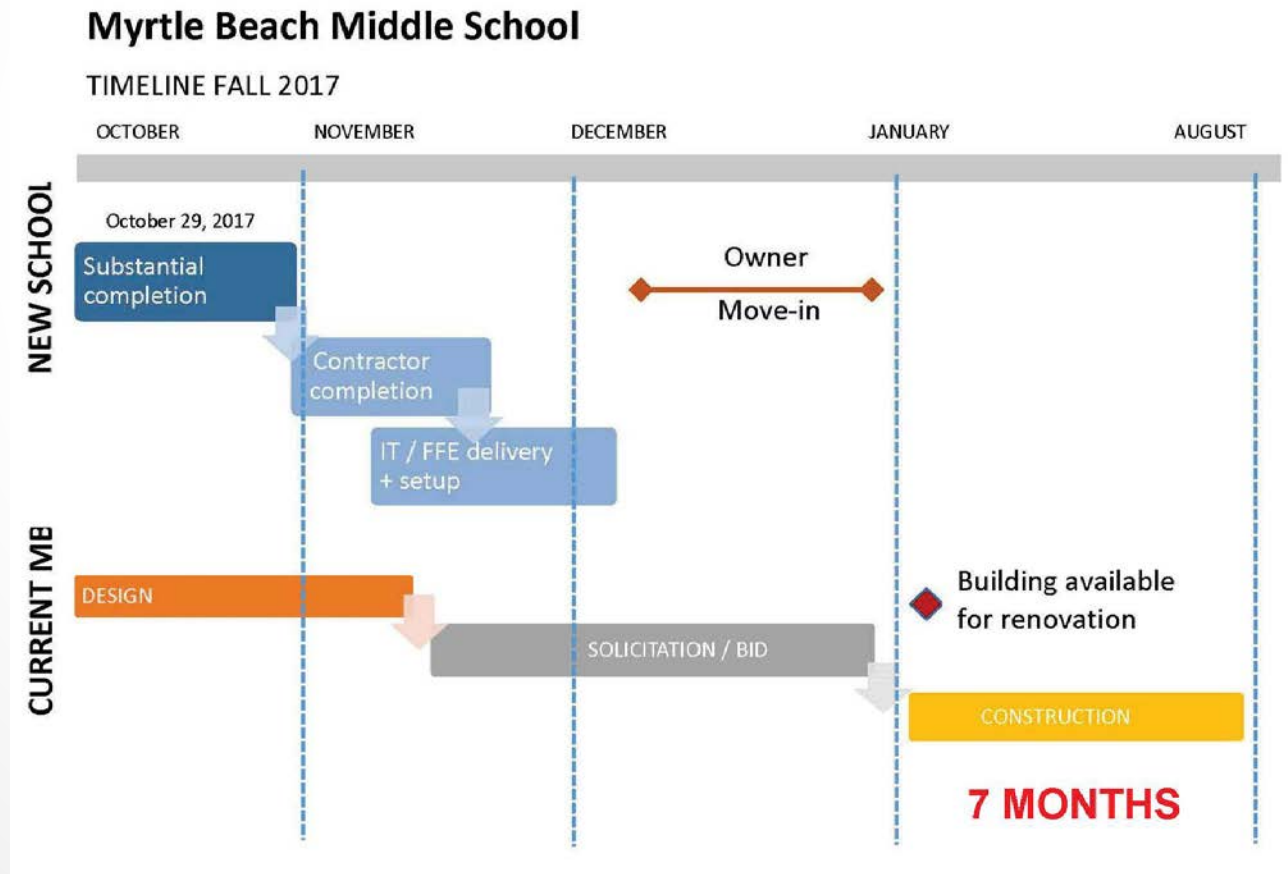 Myrtle Beach Middle School
TIMELINE FALL 2017
OCTOBER NOVEMBER DECEMBER JANUARY AUGUST
NEW SCHOOL
October 29, 2017
Substantial
completion
Owner
Move-in
Contractor
completion
IT / FFE delivery
+ setup
CURRENT MB
DESIGN
Building available
for renovation
SOLICITATION / BID
CONSTRUCTION
7 MONTHS